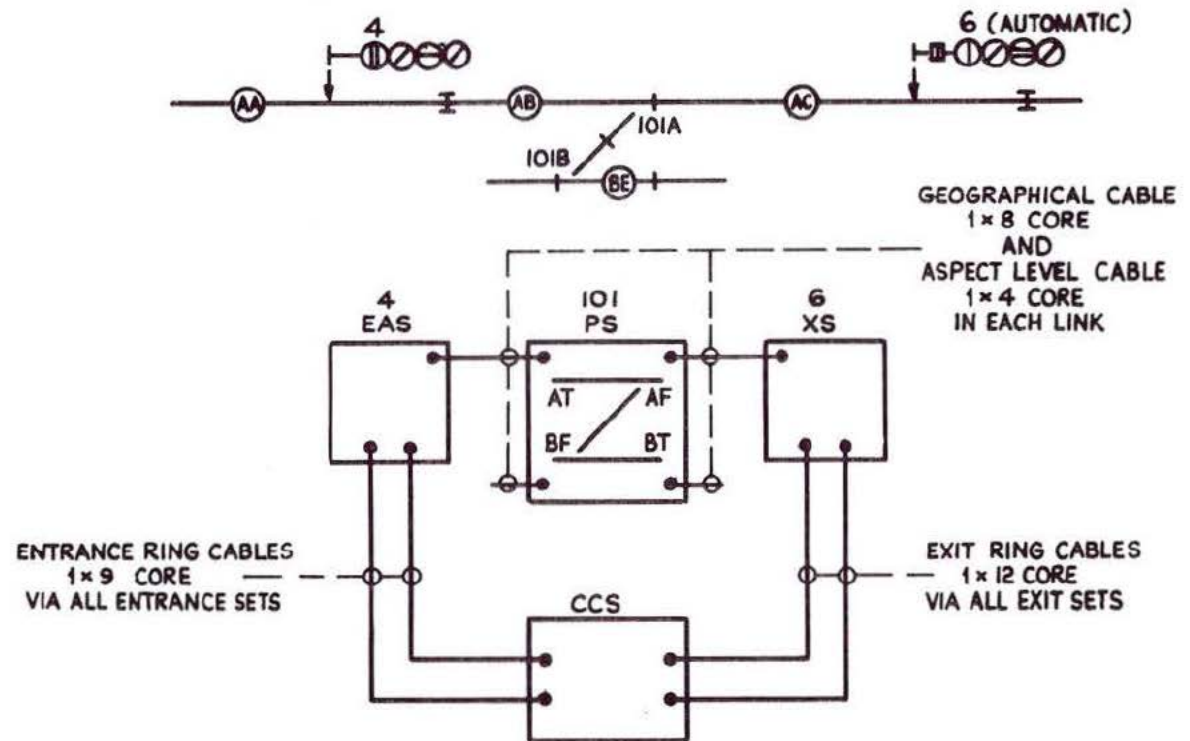 4
6 (AUTOMATIC)
AA
AB
AC
101A
101B
BE
GEOGRAPHICAL CABLE
1×8 CORE
AND
ASPECT LEVEL CABLE
1×4 CORE
IN EACH LINK
4
EAS
101
PS
6
XS
AT
AF
BF
BT
ENTRANCE RING CABLES
1×9 CORE
VIA ALL ENTRANCE SETS
EXIT RING CABLES
1×12 CORE
VIA ALL EXIT SETS
CCS